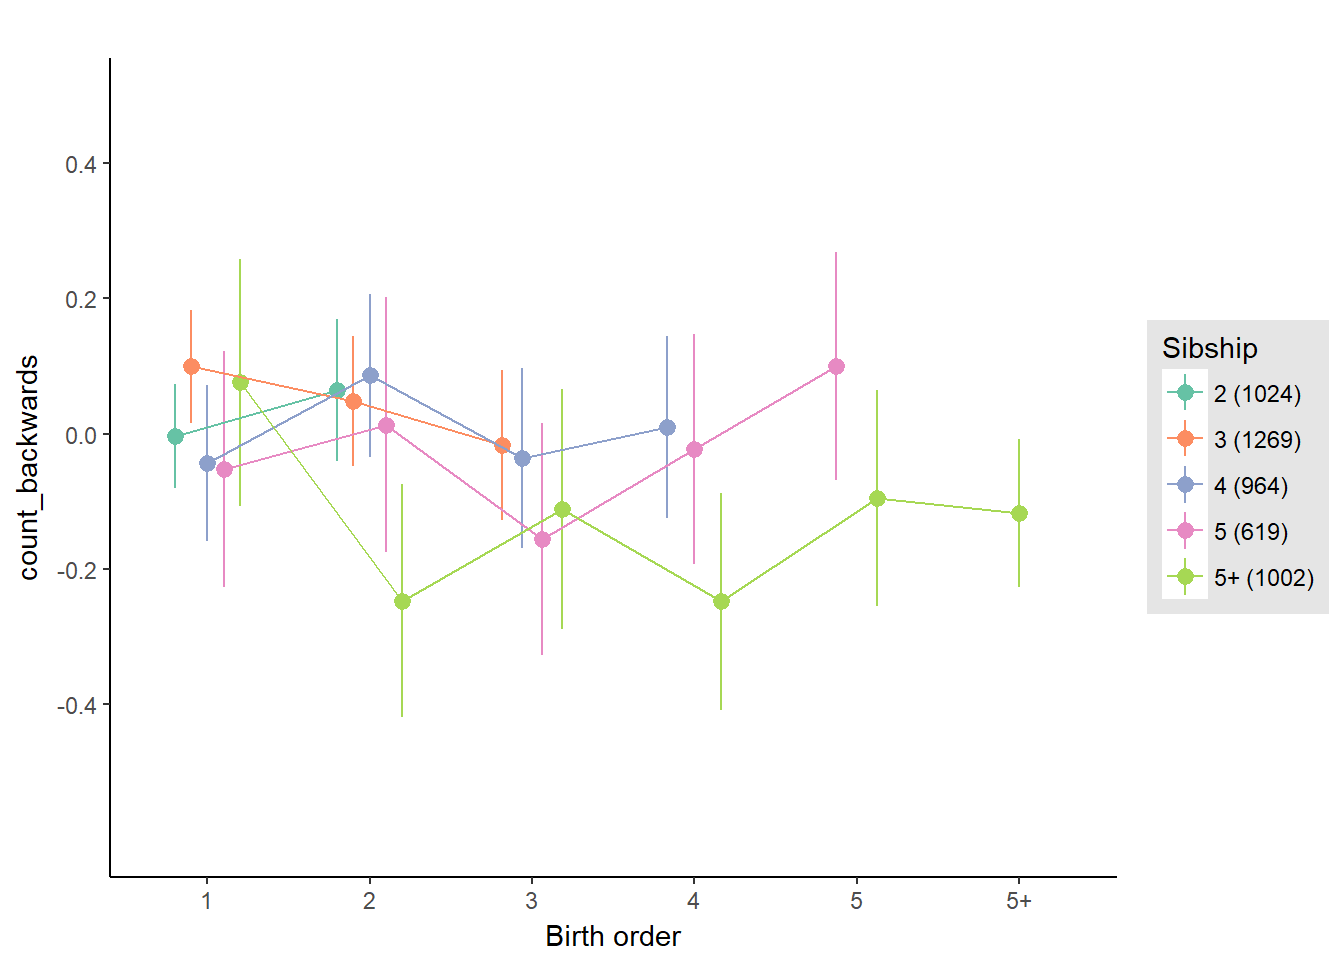 0.4
0.2
0.0
-0.2
-0.4
count_backwards
1 2 3 4 5 5+
Birth order
Sibship
2 (1024)
3 (1269)
4 (964)
5 (619)
5+ (1002)